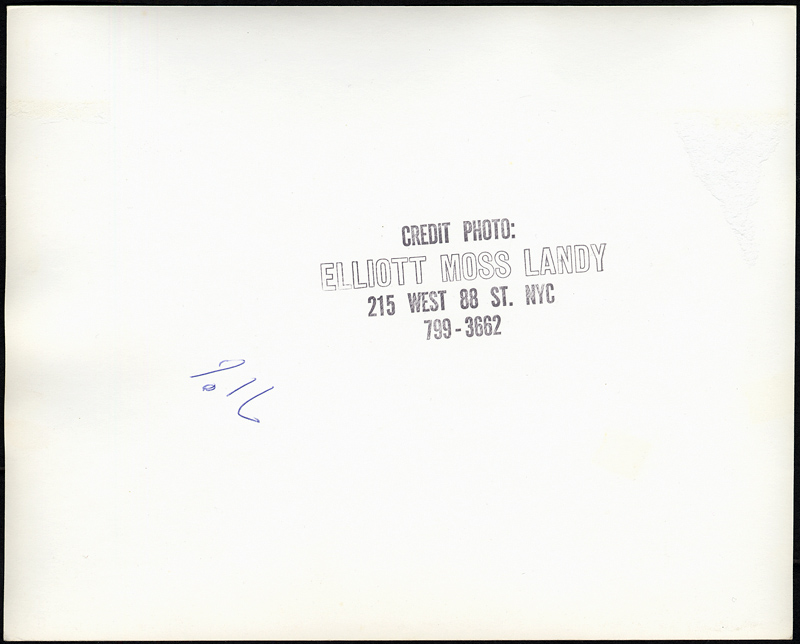 CREDIT PHOTO:
ELLIOTT MOSS LANDY
215 WEST 88 ST. NYC
799-3662